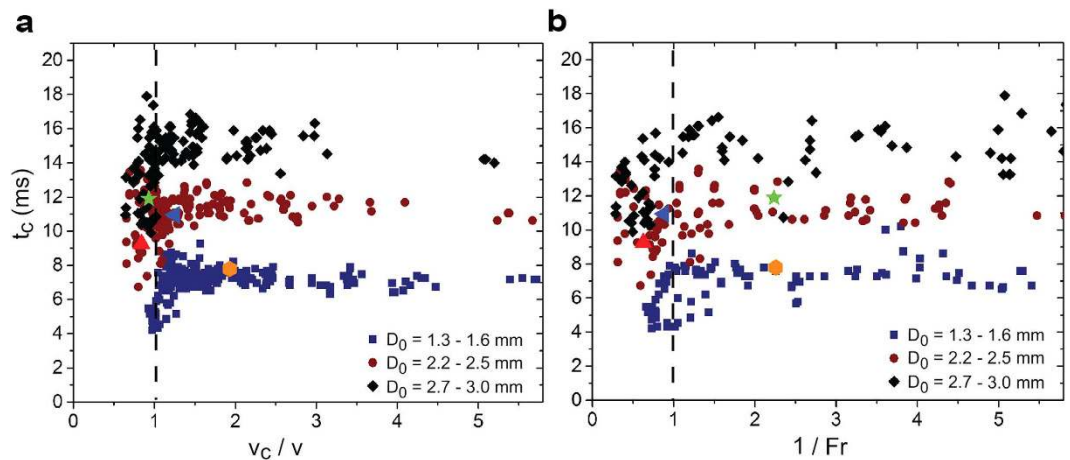 a
20
18
16
14
12
10
8
6
4
2
0
t_C (ms)
D_0 = 1.3 - 1.6 mm
D_0 = 2.2 - 2.5 mm
D_0 = 2.7 - 3.0 mm
0 1 2 3 4 5
v_C / v
b
20
18
16
14
12
10
8
6
4
2
0
D_0 = 1.3 - 1.6 mm
D_0 = 2.2 - 2.5 mm
D_0 = 2.7 - 3.0 mm
0 1 2 3 4 5
1 / Fr